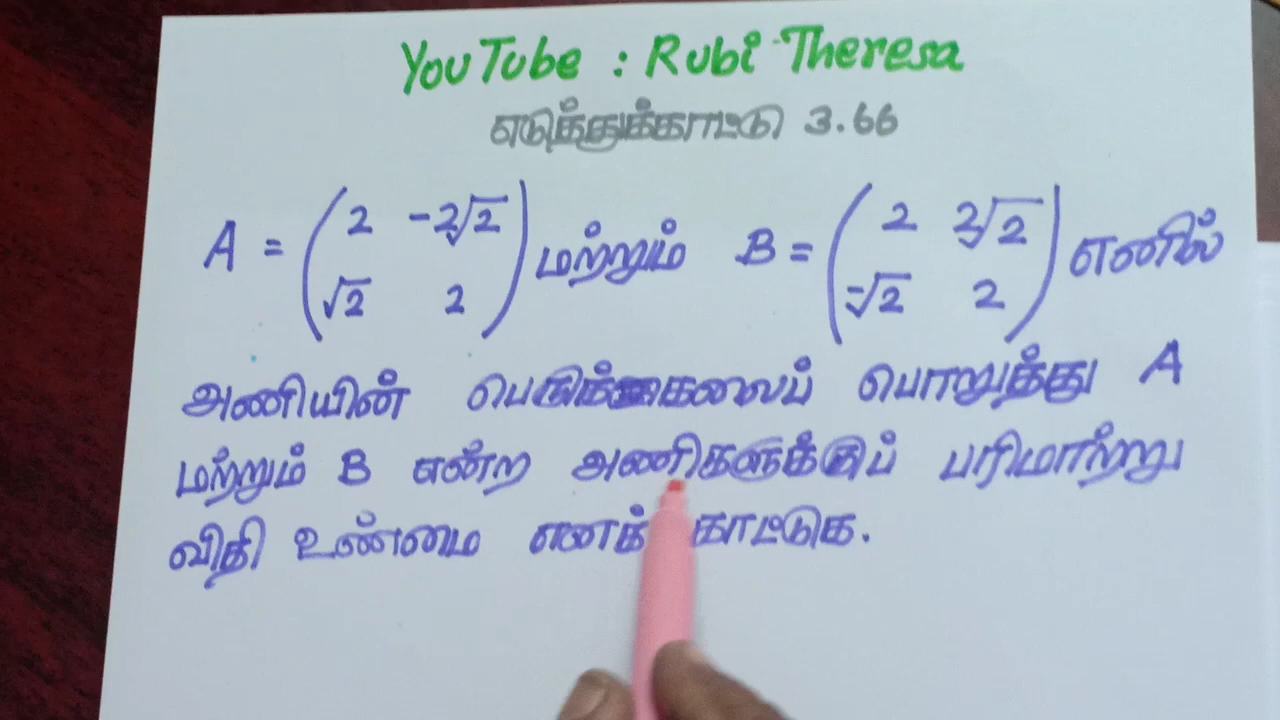 YouTube : Rubi Theresa
எடுத்துக்காட்டு 3.66
A = (2 -2√2 மற்றும் B = (2 2√2 எனில்
√2 2) -√2 2)
அணியின் பெருக்கலைப் பொறுத்து A
மற்றும் B என்ற அணிகளுக்குப் பரிமாற்று
விதி உண்மை எனக் காட்டுக.